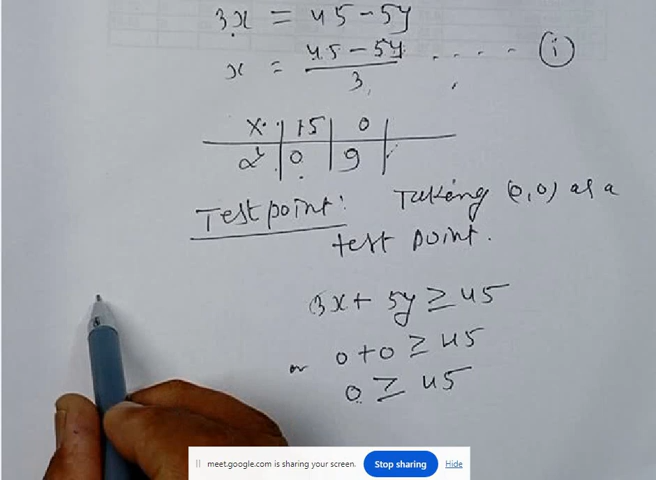 3x = 45 - 5y
x = 45 - 5y / 3 ..... (i)
x 15 0
y 0 9
Test point: Taking (0,0) as a
test point.
3x + 5y ≥ 45
or 0 + 0 ≥ 45
0 ≥ 45
meet.google.com is sharing your screen. Stop sharing Hide